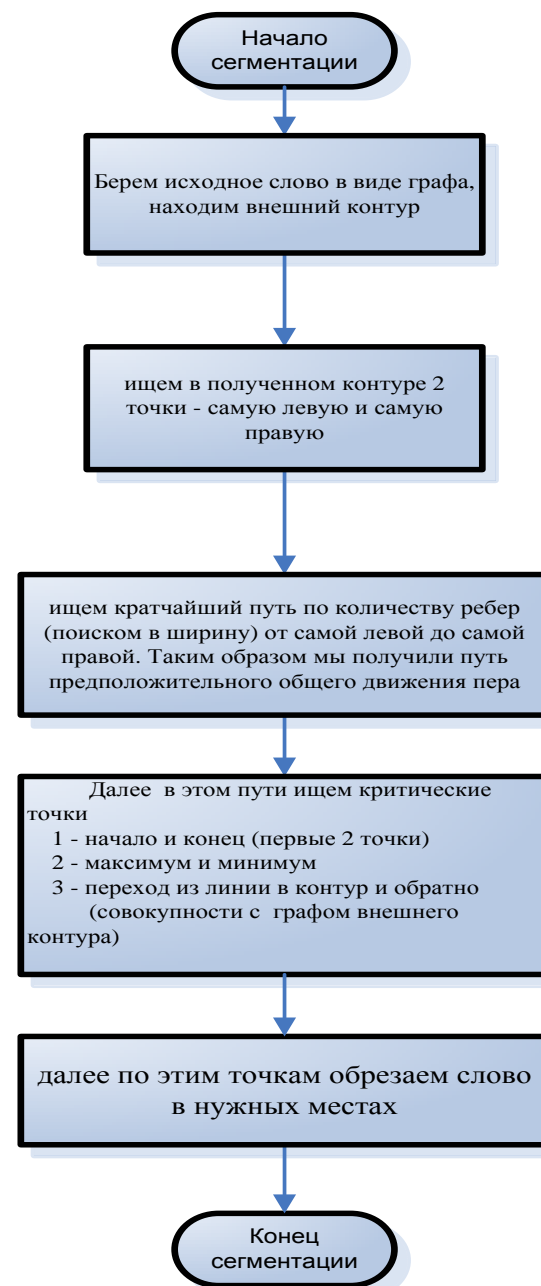 Начало
сегментации
Берем исходное слово в виде графа,
находим внешний контур
ищем в полученном контуре 2
точки - самую левую и самую
правую
ищем кратчайший путь по количеству ребер
(поиском в ширину) от самой левой до самой
правой. Таким образом мы получили путь
предположительного общего движения пера
Далее в этом пути ищем критические
точки
1 - начало и конец (первые 2 точки)
2 - максимум и минимум
3 - переход из линии в контур и обратно
(совокупности с графом внешнего
контура)
далее по этим точкам обрезаем слово
в нужных местах
Конец
сегментации